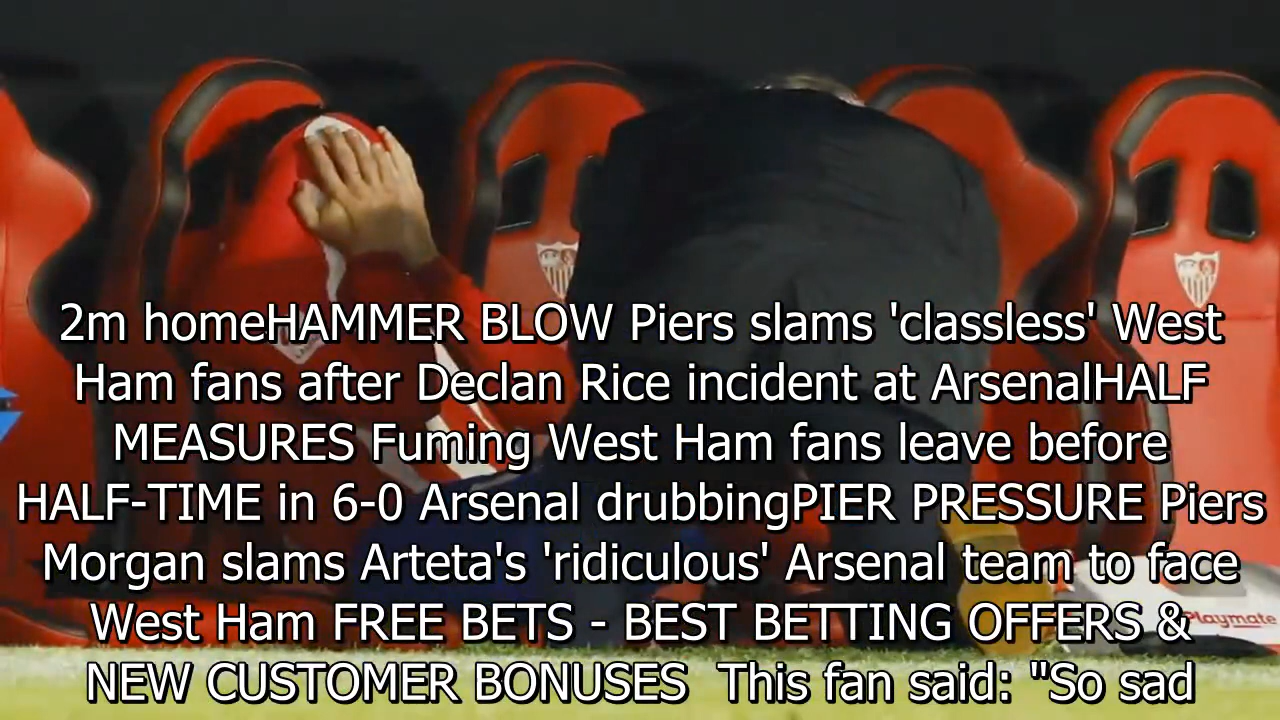 2m homeHAMMER BLOW Piers slams 'classless' West
Ham fans after Declan Rice incident at ArsenalHALF
MEASURES Fuming West Ham fans leave before
HALF-TIME in 6-0 Arsenal drubbingPIER PRESSURE Piers
Morgan slams Arteta's 'ridiculous' Arsenal team to face
West Ham FREE BETS - BEST BETTING OFFERS &
Playmate
NEW CUSTOMER BONUSES  This fan said: "So sad